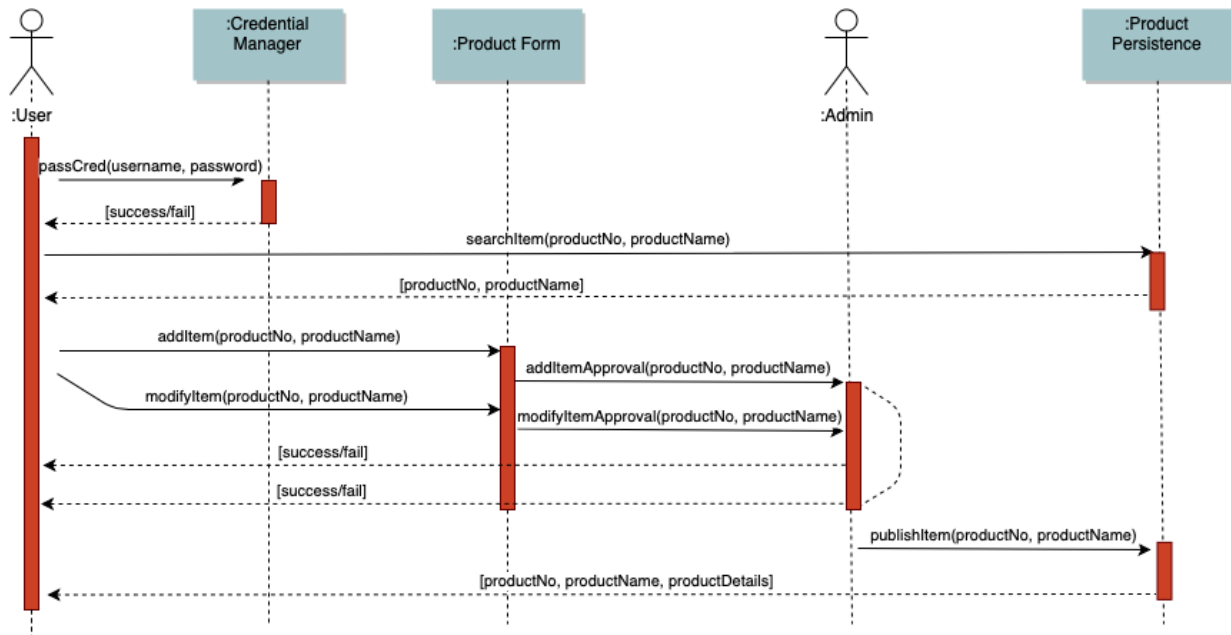 :Credential
Manager
:Product Form
:Product
Persistence
:User
:Admin
passCred(username, password)
[success/fail]
searchItem(productNo, productName)
[productNo, productName]
addItem(productNo, productName)
addItemApproval(productNo, productName)
modifyItem(productNo, productName)
modifyItemApproval(productNo, productName)
[success/fail]
[success/fail]
publishItem(productNo, productName)
[productNo, productName, productDetails]